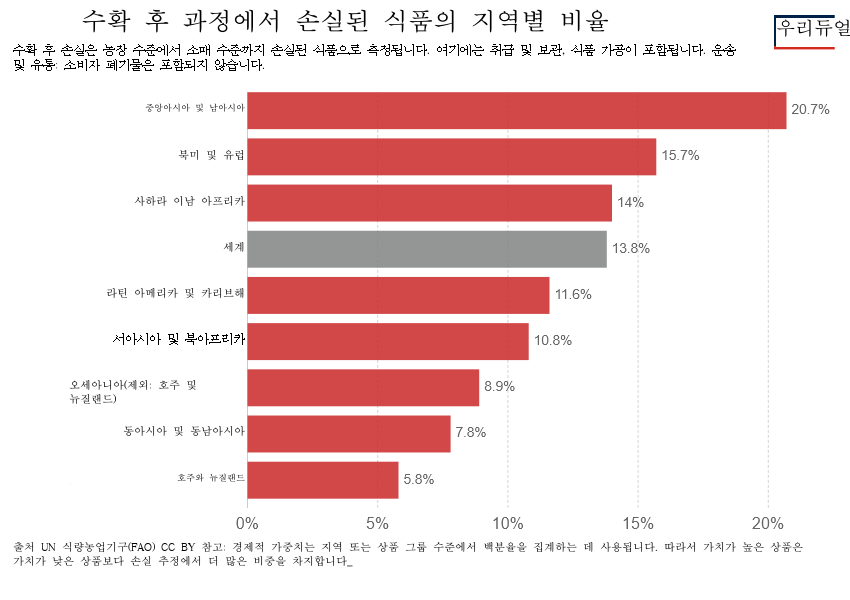 수확 후 과정에서 손실된 식품의 지역별 비율
우리듀얼
수확 후 손실은 농장 수준에서 소매 수준까지 손실된 식품으로 측정됩니다. 여기에는 취급 및 보관, 식품 가공이 포함됩니다. 운송
및 유통: 소비자 폐기물은 포함되지 않습니다.
중앙아시아 및 남아시아
20.7%
북미 및 유럽
15.7%
사하라 이남 아프리카
14%
세계
13.8%
라틴 아메리카 및 카리브해
11.6%
서아시아 및 북아프리카
10.8%
오세아니아(제외: 호주 및
뉴질랜드)
8.9%
동아시아 및 동남아시아
7.8%
호주와 뉴질랜드
5.8%
0% 5% 10% 15% 20%
출처 UN 식량농업기구(FAO) CC BY 참고: 경제적 가중치는 지역 또는 상품 그룹 수준에서 백분율을 집계하는 데 사용됩니다. 따라서 가치가 높은 상품은
가치가 낮은 상품보다 손실 추정에서 더 많은 비중을 차지합니다_